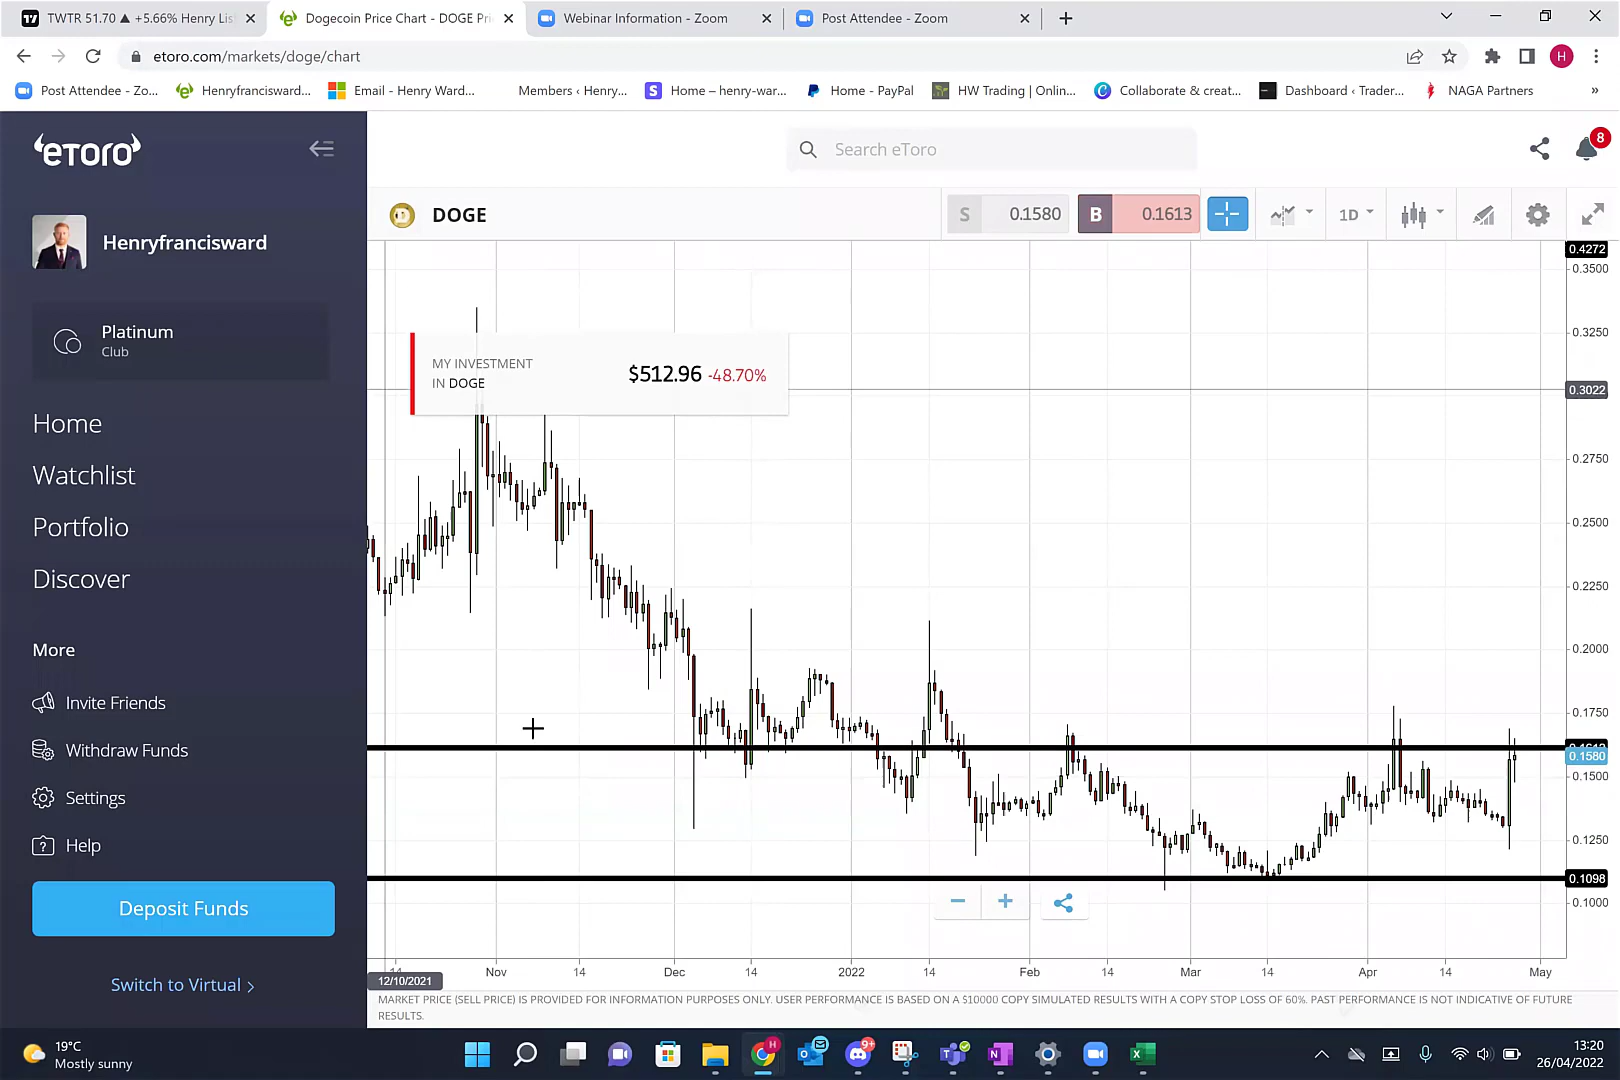 TWTR 51.70 ▲ +5.66% Henry Lis
Dogecoin Price Chart - DOGE Pri
Webinar Information - Zoom
Post Attendee - Zoom
etoro.com/markets/doge/chart
H
Post Attendee - Zo...
Henryfrancisward...
Email - Henry Ward...
Members ‹ Henry...
Home – henry-war...
Home - PayPal
HW Trading | Onlin...
Collaborate & creat...
Dashboard ‹ Trader...
NAGA Partners
»
eToro
Search eToro
8
Henryfrancisward
Platinum
Club
Home
Watchlist
Portfolio
Discover
More
Invite Friends
Withdraw Funds
Settings
Help
Deposit Funds
Switch to Virtual >
DOGE
S 0.1580
B 0.1613
1D
MY INVESTMENT
IN DOGE
$512.96 -48.70%
0.4272
0.3500
0.3250
0.3022
0.2750
0.2500
0.2250
0.2000
0.1750
0.1580
0.1500
0.1250
0.1098
0.1000
14 Nov 14 Dec 14 2022 14 Feb 14 Mar 14 Apr 14 May
12/10/2021
MARKET PRICE (SELL PRICE) IS PROVIDED FOR INFORMATION PURPOSES ONLY. USER PERFORMANCE IS BASED ON A $10000 COPY SIMULATED RESULTS WITH A COPY STOP LOSS OF 60%. PAST PERFORMANCE IS NOT INDICATIVE OF FUTURE
RESULTS.
19°C
Mostly sunny
H
9+
13:20
26/04/2022